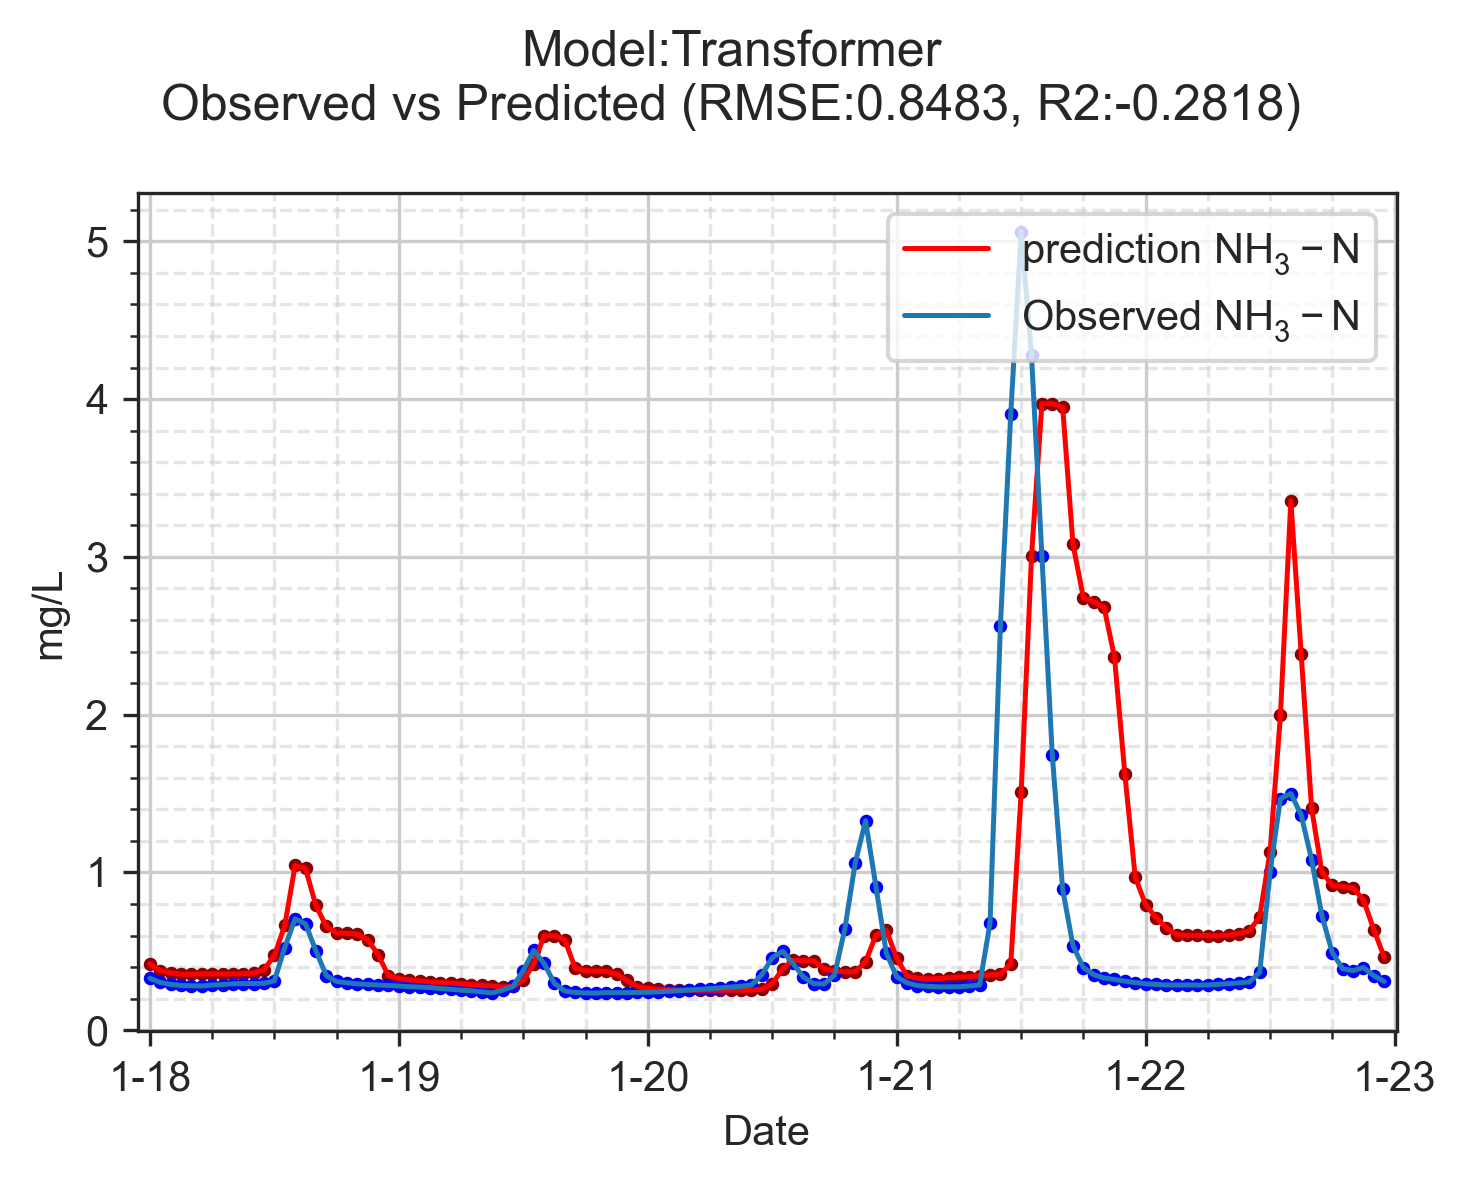 Model:Transformer
Observed vs Predicted (RMSE:0.8483, R2:-0.2818)
prediction NH₃ − N
Observed NH₃ − N
5
4
3
2
1
0
mg/L
1-18 1-19 1-20 1-21 1-22 1-23
Date